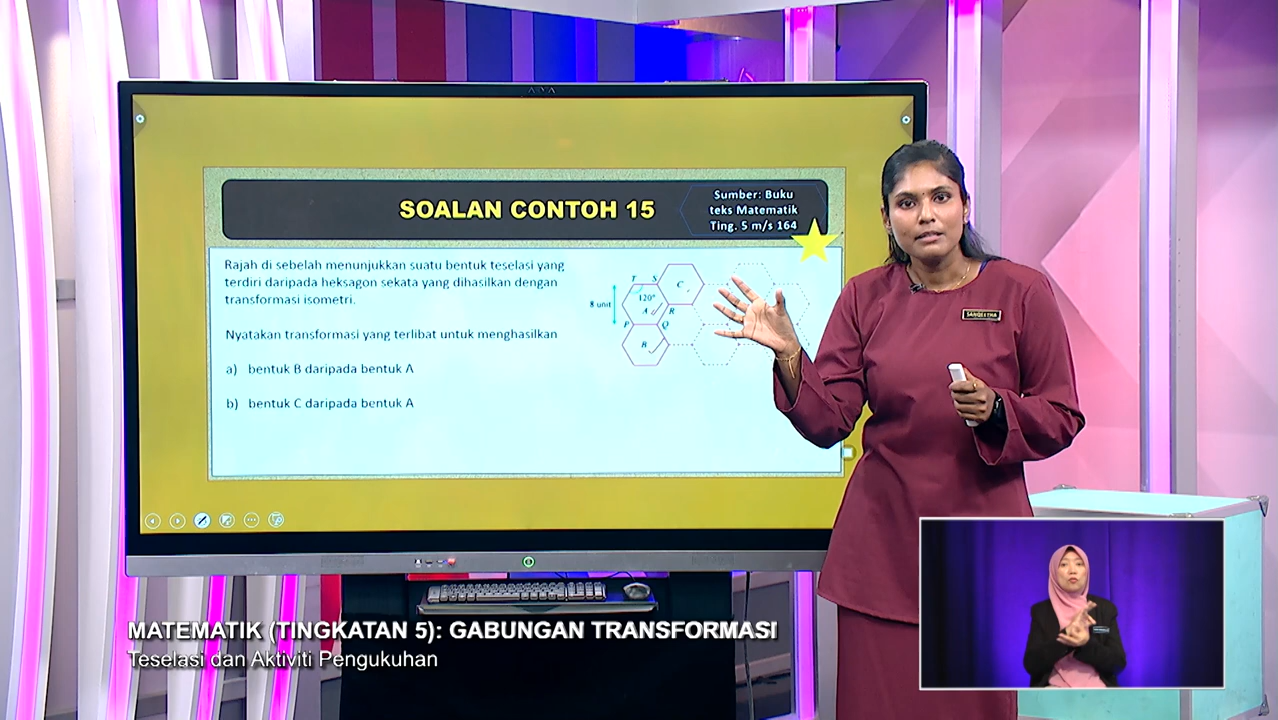 SOALAN CONTOH 15
Sumber: Buku
teks Matematik
Ting. 5 m/s 164
Rajah di sebelah menunjukkan suatu bentuk teselasi yang
terdiri daripada heksagon sekata yang dihasilkan dengan
transformasi isometri.
Nyatakan transformasi yang terlibat untuk menghasilkan
a) bentuk B daripada bentuk A
b) bentuk C daripada bentuk A
T S
C
120°
8 unit
A R
P Q
B
SANGEETHA
MATEMATIK (TINGKATAN 5): GABUNGAN TRANSFORMASI
Teselasi dan Aktiviti Pengukuhan